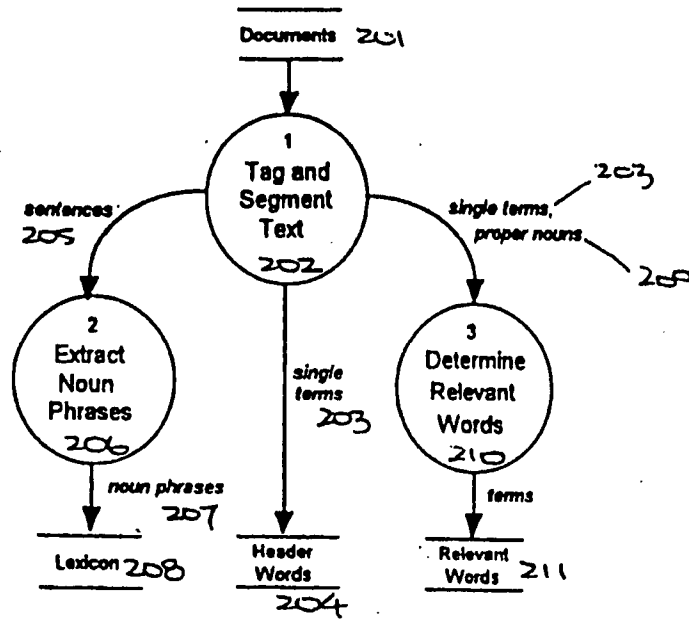 Documents 201
1
Tag and
Segment
Text
202
sentences
205
single terms,
proper nouns
203
2
Extract
Noun
Phrases
206
single
terms
203
3
Determine
Relevant
Words
210
noun phrases
207
terms
Lexicon 208
Header
Words
204
Relevant
Words 211